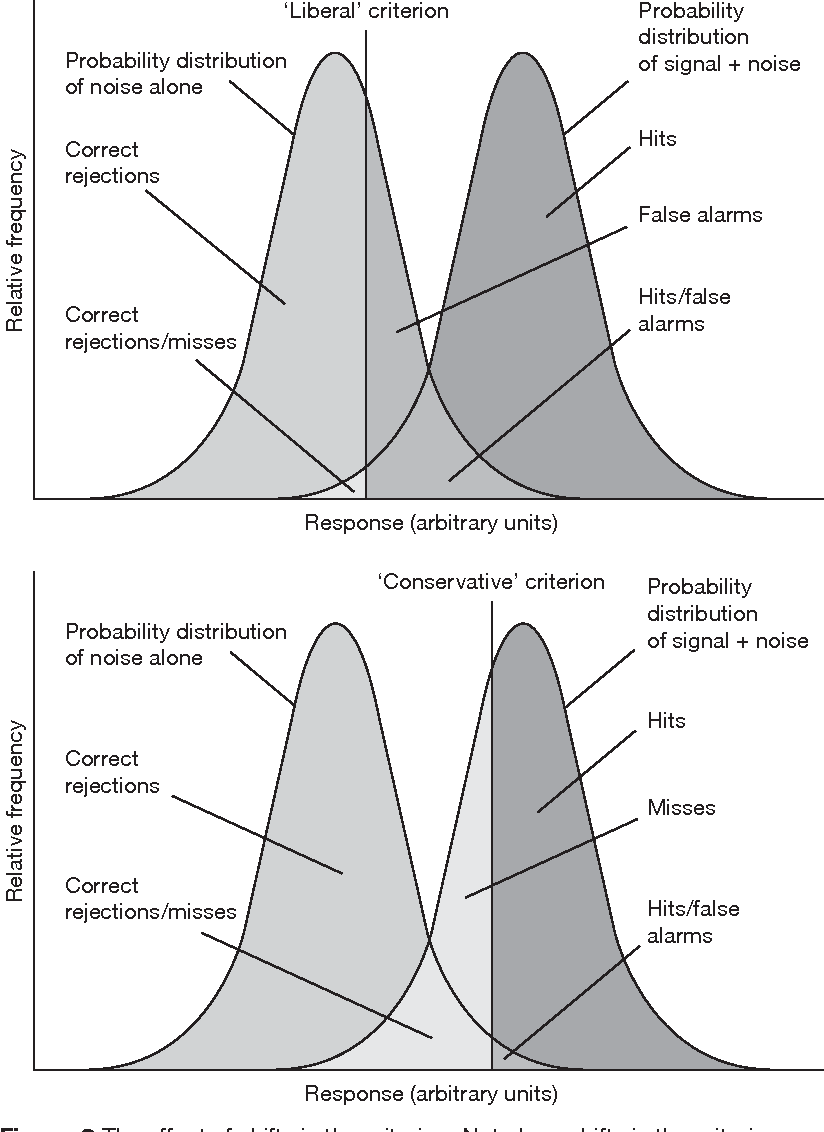 ‘Liberal’ criterion
Probability
distribution
of signal + noise
Probability distribution
of noise alone
Correct
rejections
Hits
False alarms
Correct
rejections/misses
Hits/false
alarms
Relative frequency
Response (arbitrary units)
‘Conservative’ criterion
Probability
distribution
of signal + noise
Probability distribution
of noise alone
Hits
Correct
rejections
Misses
Correct
rejections/misses
Hits/false
alarms
Relative frequency
Response (arbitrary units)